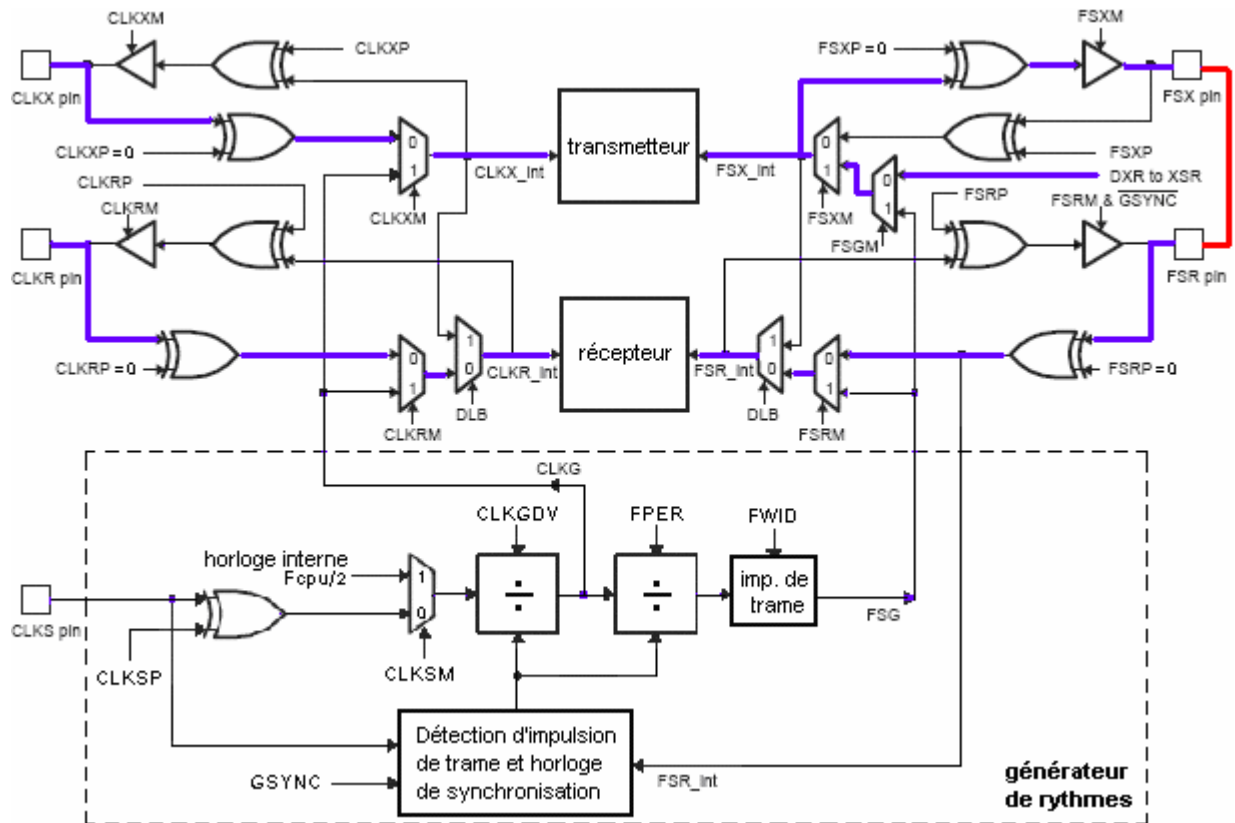 CLKXM
CLKXP
FSXP = 0
FSXM
CLKX pin
FSX pin
transmetteur
0
1
CLKX_int
FSX_int
0
1
0
1
CLKXP = 0
FSXP
DXR to XSR
CLKXM
FSXM
FSGM
CLKRP
CLKRM
FSRP
FSRM & GSYNC
CLKR pin
FSR pin
récepteur
0
1
1
0
CLKR_int
FSR_int
1
0
0
1
CLKRP = 0
FSRP = 0
DLB
CLKRM
DLB
FSRM
CLKG
CLKGDV
FPER
FWID
horloge interne
Fcpu/2
1
0
÷
÷
imp. de
trame
FSG
CLKS pin
CLKSP
CLKSM
Détection d'impulsion
de trame et horloge
de synchronisation
GSYNC
FSR_int
générateur
de rythmes